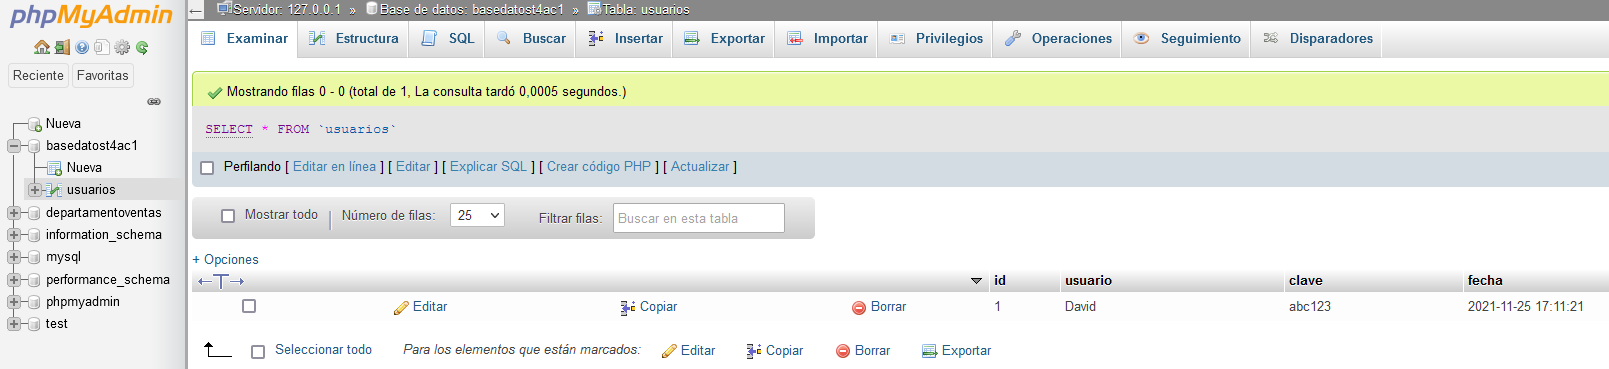 phpMyAdmin
Reciente Favoritas
Nueva
basedatost4ac1
Nueva
usuarios
departamentoventas
information_schema
mysql
performance_schema
phpmyadmin
test
Servidor: 127.0.0.1 » Base de datos: basedatost4ac1 » Tabla: usuarios
Examinar Estructura SQL Buscar Insertar Exportar Importar Privilegios Operaciones Seguimiento Disparadores
Mostrando filas 0 - 0 (total de 1, La consulta tardó 0,0005 segundos.)
SELECT * FROM `usuarios`
Perfilando [ Editar en línea ] [ Editar ] [ Explicar SQL ] [ Crear código PHP ] [ Actualizar ]
Mostrar todo Número de filas: 25 Filtrar filas: Buscar en esta tabla
+ Opciones
←T→ id usuario clave fecha
Editar Copiar Borrar 1 David abc123 2021-11-25 17:11:21
Seleccionar todo Para los elementos que están marcados: Editar Copiar Borrar Exportar